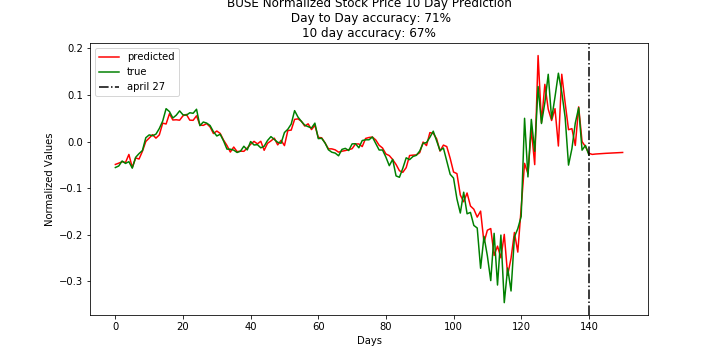 BUSE Normalized Stock Price 10 Day Prediction
Day to Day accuracy: 71%
10 day accuracy: 67%
predicted
true
april 27
0.2
0.1
0.0
−0.1
−0.2
−0.3
Normalized Values
0 20 40 60 80 100 120 140
Days